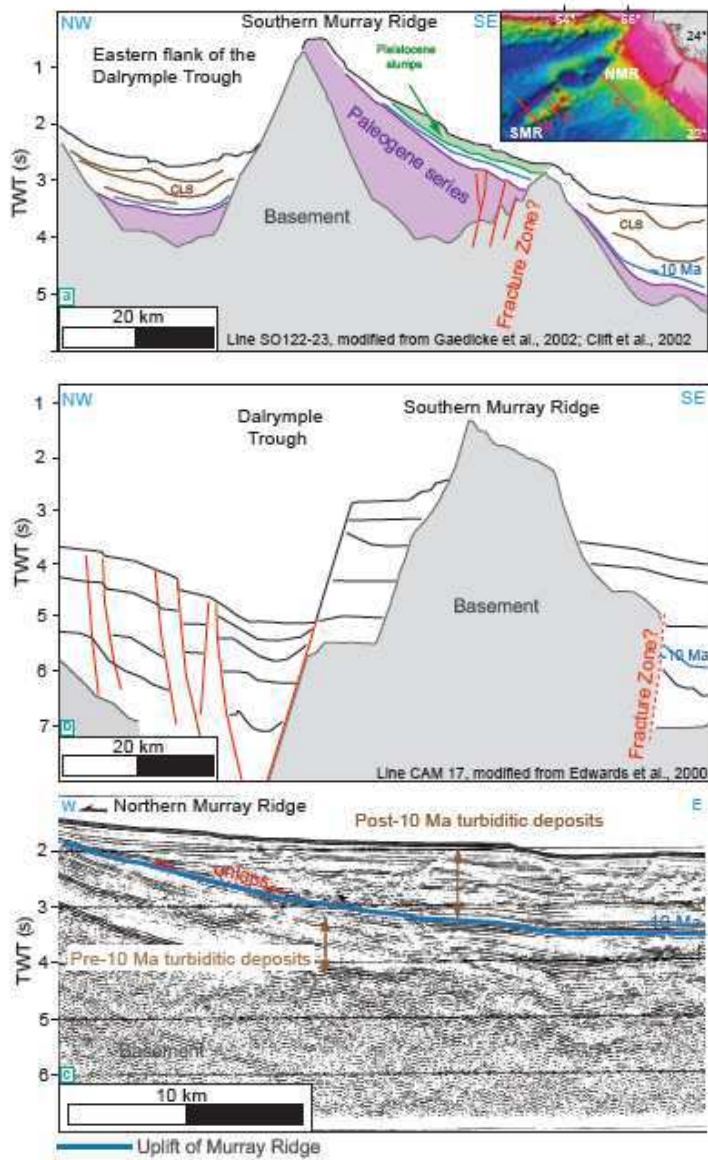 NW
Southern Murray Ridge
SE
Eastern flank of the
Dalrymple Trough
Pleistocene
slumps
54°
66°
24°
22°
NMR
SMR
1
2
3
4
5
TWT (s)
CLS
Paleogene series
Basement
Fracture Zone?
CLS
~10 Ma
a
20 km
Line SO122-23, modified from Gaedicke et al., 2002; Clift et al., 2002
NW
Dalrymple
Trough
Southern Murray Ridge
SE
1
2
3
4
5
6
7
TWT (s)
Basement
Fracture Zone?
~10 Ma
b
20 km
Line CAM 17, modified from Edwards et al., 2000
W
Northern Murray Ridge
E
Post-10 Ma turbiditic deposits
onlaps
~10 Ma
Pre-10 Ma turbiditic deposits
2
3
4
5
6
TWT (s)
Basement
c
10 km
Uplift of Murray Ridge